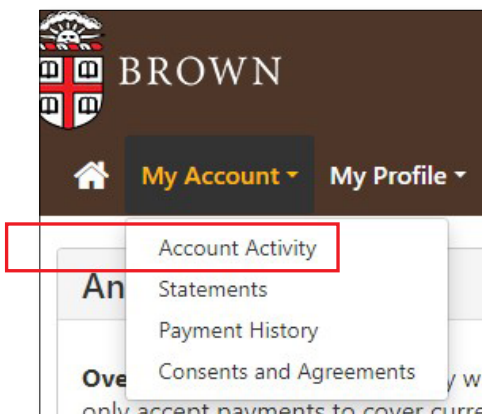 BROWN
My Account My Profile
Account Activity
An
Statements
Payment History
Consents and Agreements
Ove y w
only accept payments to cover curre